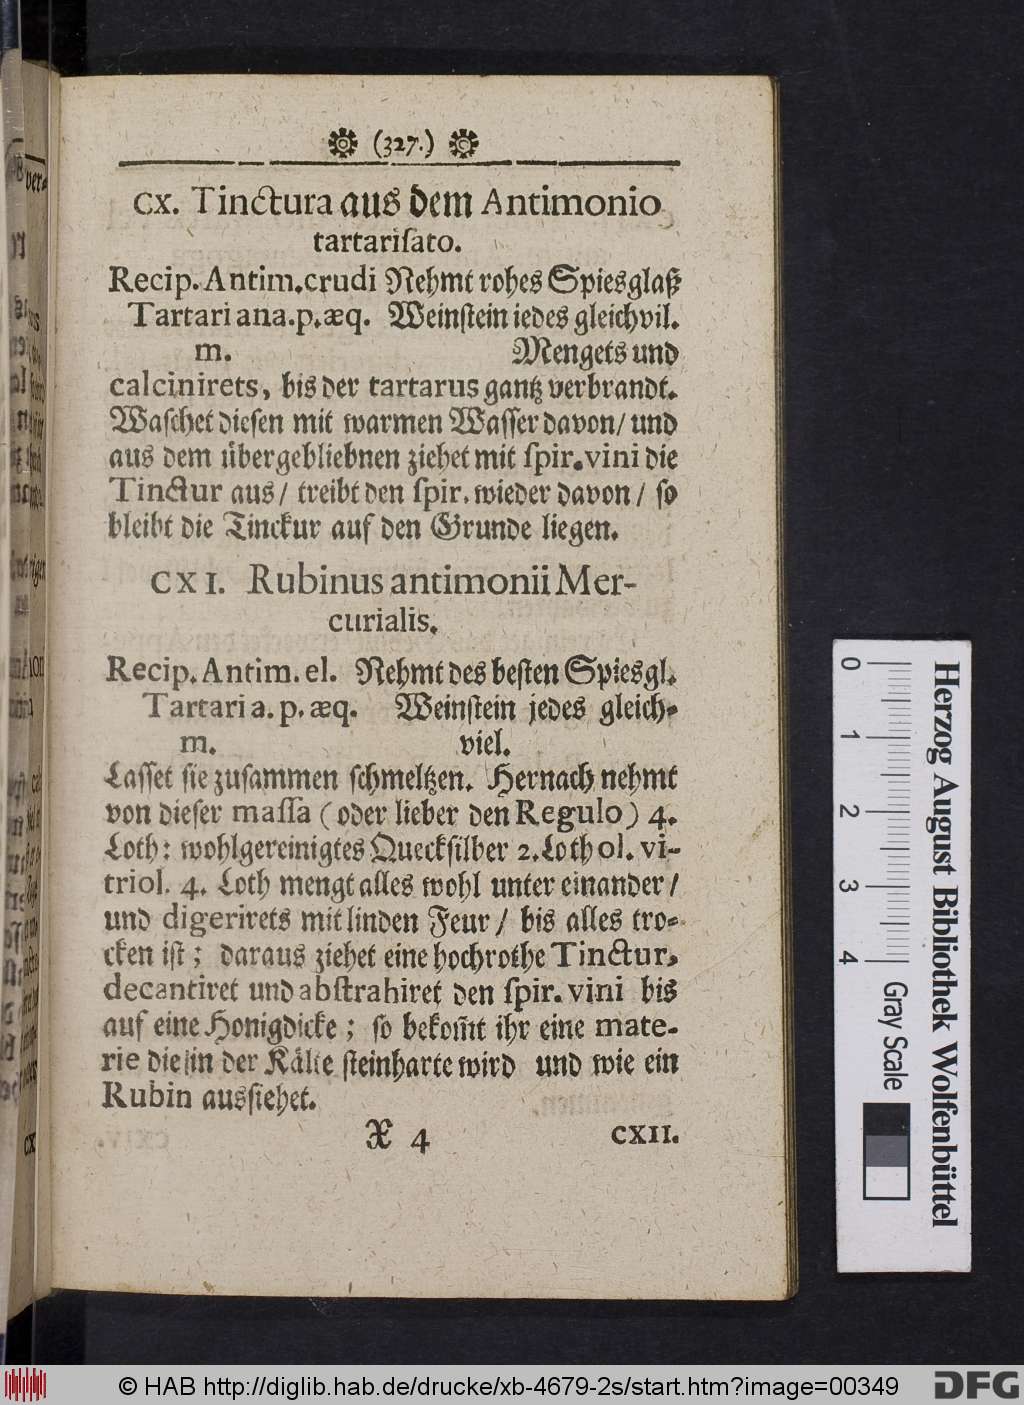 (327.)
CX. Tinctura aus dem Antimonio
tartariſato.
Recip. Antim. crudi Nehmt rohes Spiesglaß
Tartari ana. p. æq. Weinſtein iedes gleichvil.
m. Mengets und
calcinirets, bis der tartarus gantz verbrandt.
Waſchet dieſen mit warmen Waſſer davon/ und
aus dem übergebliebnen ziehet mit ſpir. vini die
Tinctur aus/ treibt den ſpir. wieder davon/ ſo
bleibt die Tinckur auf den Grunde liegen.
CXI. Rubinus antimonii Mer-
curialis.
Recip. Antim. el. Nehmt des beſten Spiesgl.
Tartari a. p. æq. Weinſtein jedes gleich-
m. viel.
Laſſet ſie zuſammen ſchmeltzen. Hernach nehmt
von dieſer maſſa (oder lieber den Regulo) 4.
Loth: wohlgereinigtes Queckſilber 2. Loth ol. vi-
triol. 4. Loth mengt alles wohl unter einander/
und digerirets mit linden Feur/ bis alles tro-
cken iſt; daraus ziehet eine hochrothe Tinctur,
decantiret und abſtrahiret den ſpir. vini bis
auf eine Honigdicke; ſo bekom̃t ihr eine mate-
rie die in der Kälte ſteinharte wird und wie ein
Rubin ausſiehet.
X 4 CXII.
0 1 2 3 4 Gray Scale
Herzog August Bibliothek Wolfenbüttel
© HAB http://diglib.hab.de/drucke/xb-4679-2s/start.htm?image=00349
DFG